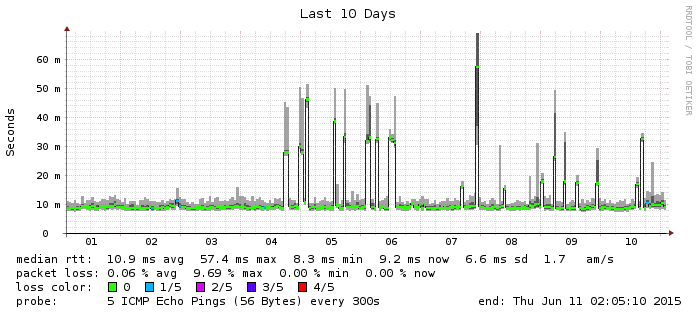 Last 10 Days
RRDTOOL / TOBI OETIKER
Seconds
60 m
50 m
40 m
30 m
20 m
10 m
0
01 02 03 04 05 06 07 08 09 10
median rtt: 10.9 ms avg 57.4 ms max 8.3 ms min 9.2 ms now 6.6 ms sd 1.7 am/s
packet loss: 0.06 % avg 9.69 % max 0.00 % min 0.00 % now
loss color: 0 1/5 2/5 3/5 4/5
probe: 5 ICMP Echo Pings (56 Bytes) every 300s end: Thu Jun 11 02:05:10 2015